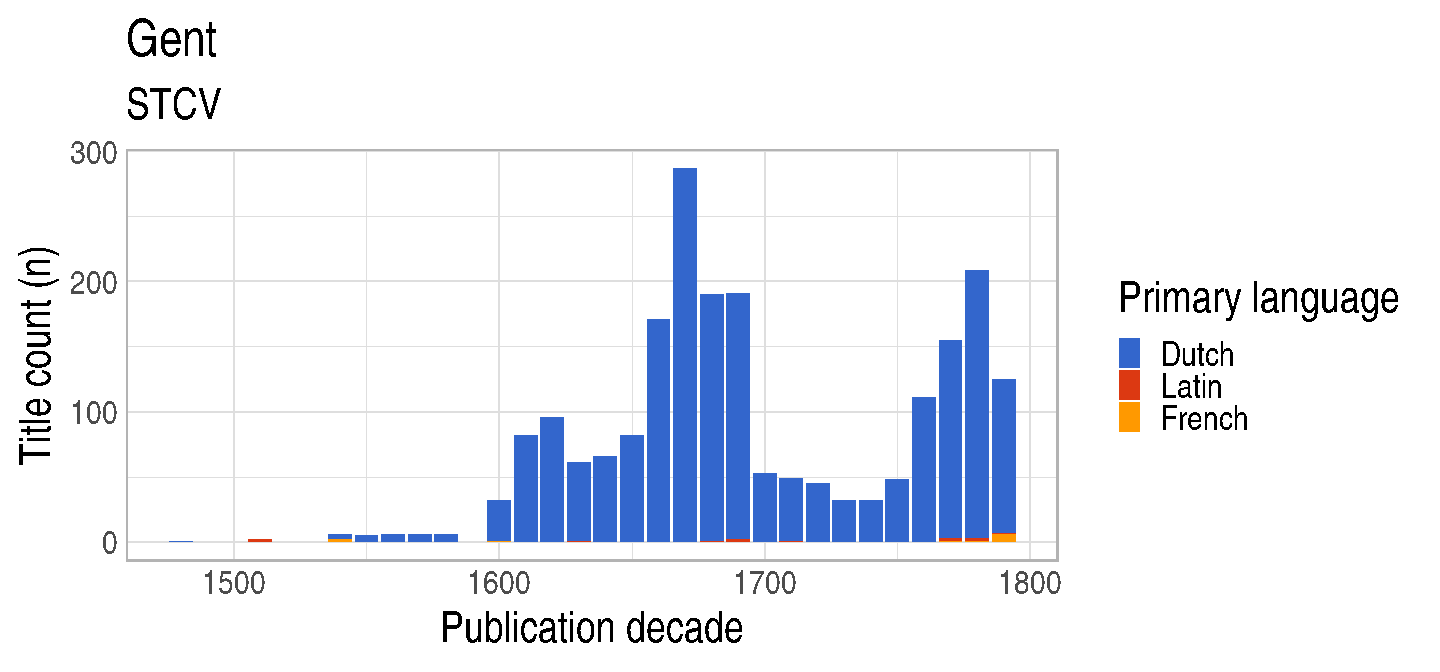 Gent
STCV
300
200
100
0
Title count (n)
1500 1600 1700 1800
Publication decade
Primary language
Dutch
Latin
French